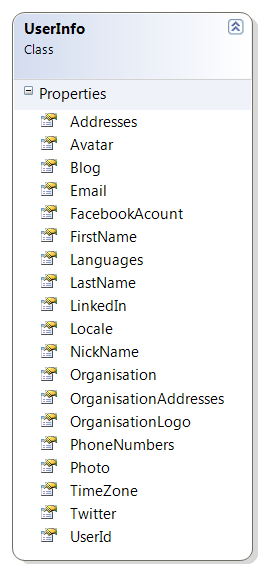 UserInfo
Class
Properties
Addresses
Avatar
Blog
Email
FacebookAcount
FirstName
Languages
LastName
LinkedIn
Locale
NickName
Organisation
OrganisationAddresses
OrganisationLogo
PhoneNumbers
Photo
TimeZone
Twitter
UserId